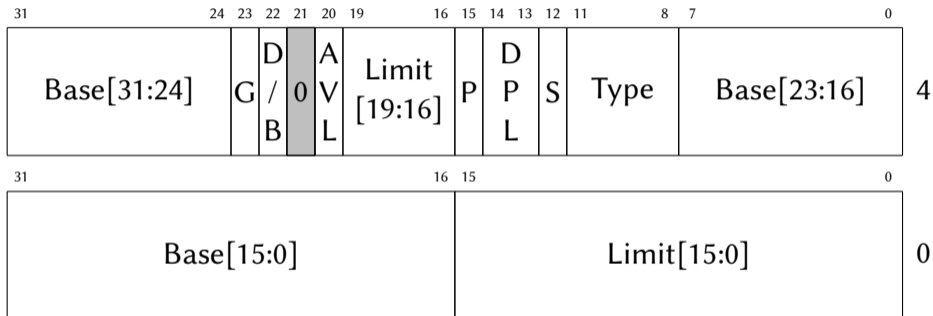 31 24 23 22 21 20 19 16 15 14 13 12 11 8 7 0
Base[31:24] G D/B 0 AVL Limit [19:16] P DPL S Type Base[23:16] 4
31 16 15 0
Base[15:0] Limit[15:0] 0